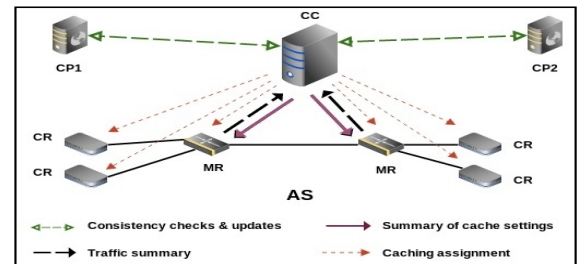 CC
CP1
CP2
CR
CR
CR
CR
MR
MR
AS
Consistency checks & updates
Summary of cache settings
Traffic summary
Caching assignment